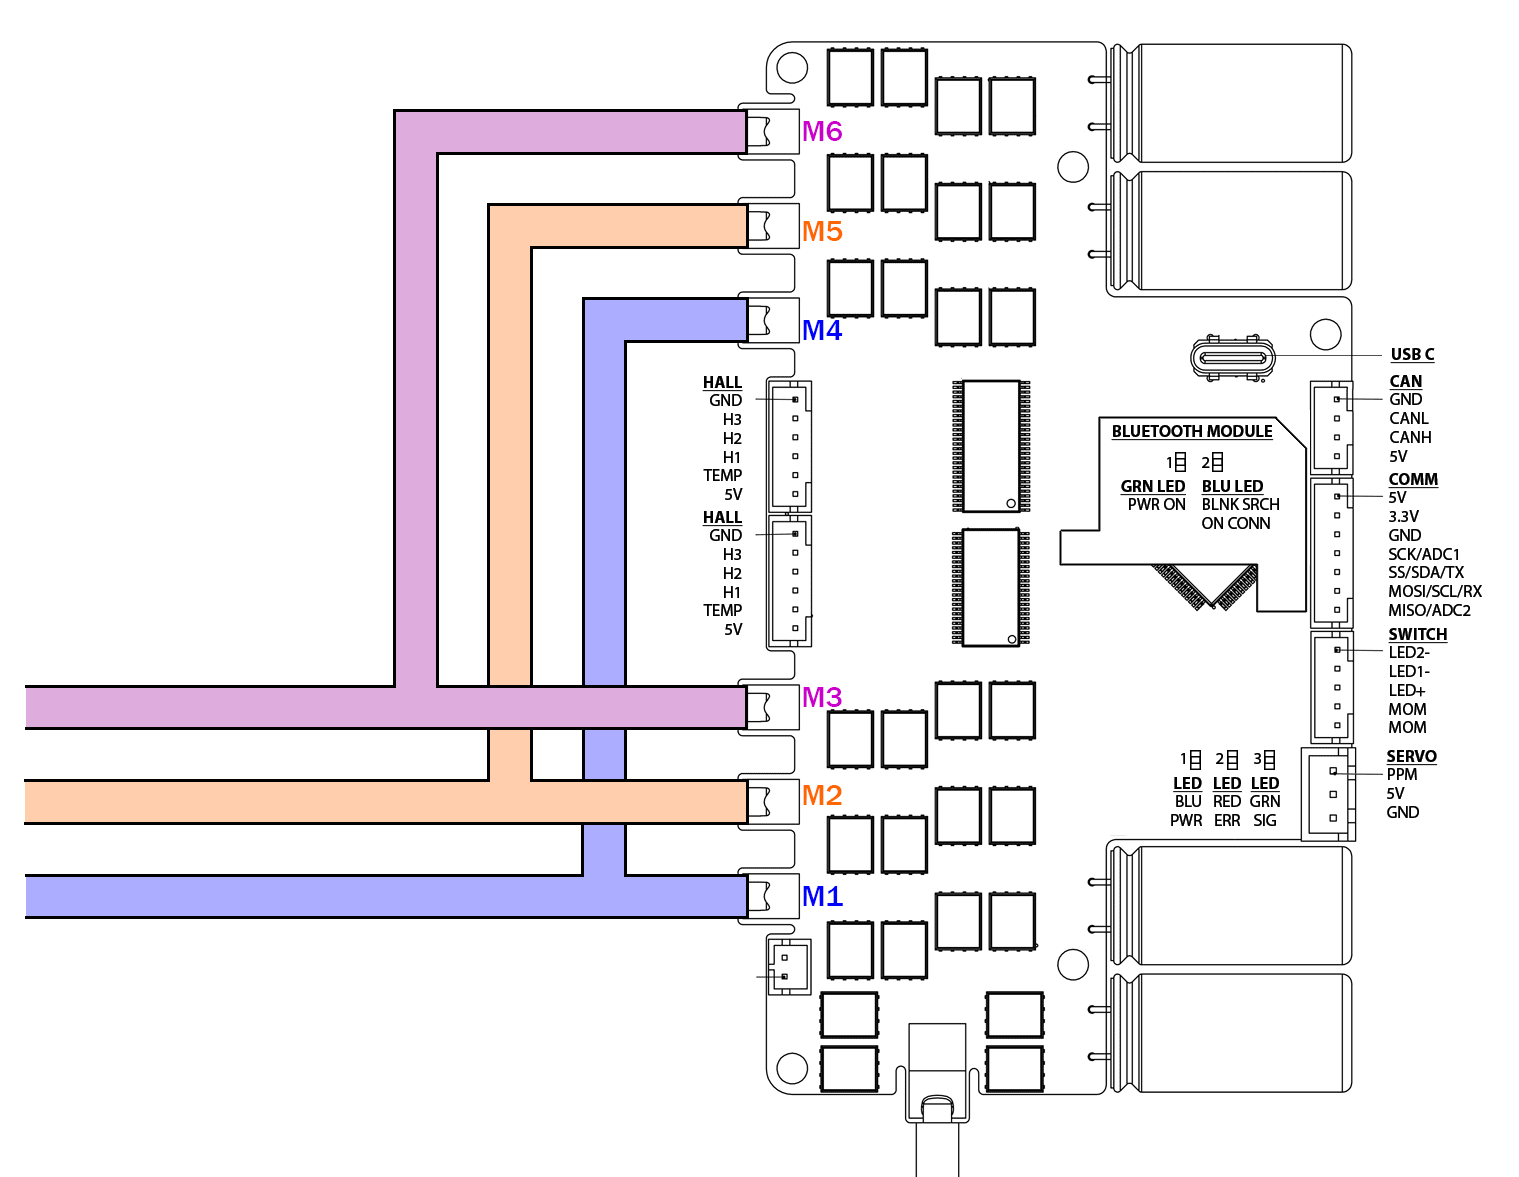 M6
M5
M4
HALL
GND
H3
H2
H1
TEMP
5V
HALL
GND
H3
H2
H1
TEMP
5V
M3
M2
M1
BLUETOOTH MODULE
1 2
GRN LED BLU LED
PWR ON BLNK SRCH
ON CONN
USB C
CAN
GND
CANL
CANH
5V
COMM
5V
3.3V
GND
SCK/ADC1
SS/SDA/TX
MOSI/SCL/RX
MISO/ADC2
SWITCH
LED2-
LED1-
LED+
MOM
MOM
1 2 3
LED LED LED
BLU RED GRN
PWR ERR SIG
SERVO
PPM
5V
GND